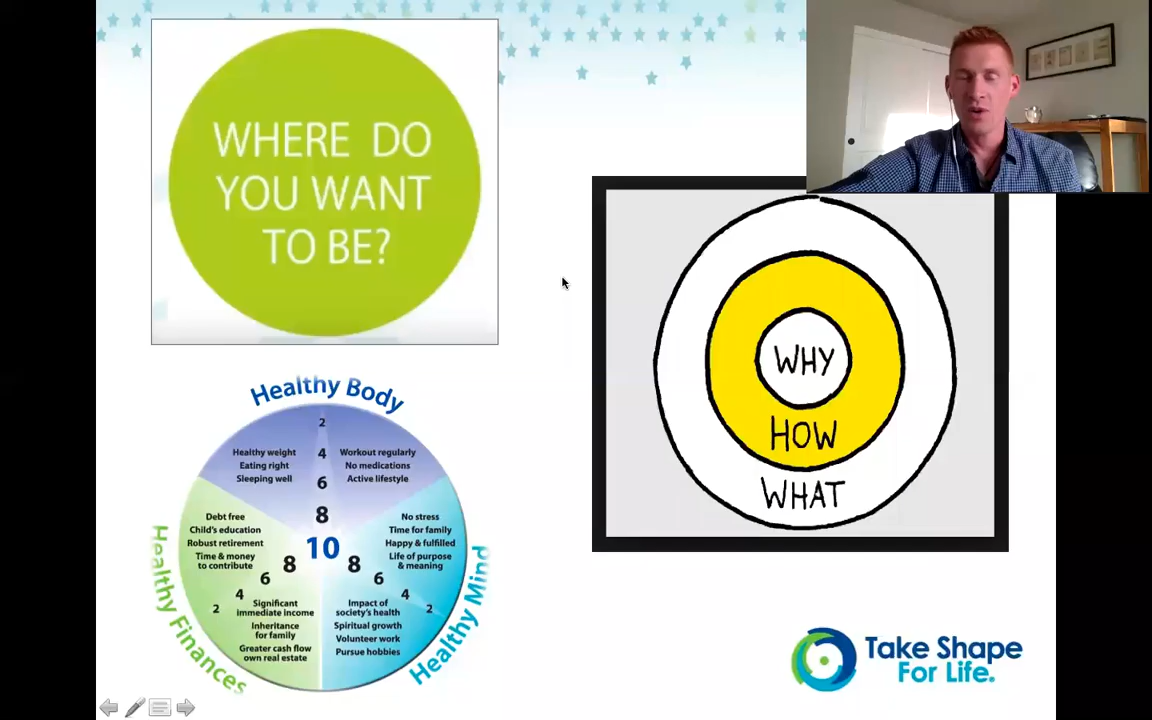 WHERE DO
YOU WANT
TO BE?
WHY
HOW
WHAT
Healthy Body
2
4
6
8
10
Healthy weight
Eating right
Sleeping well
Workout regularly
No medications
Active lifestyle
Debt free
Child's education
Robust retirement
Time & money
to contribute
8
6
4
2
Significant
immediate income
Inheritance
for family
Greater cash flow
own real estate
Healthy Finances
No stress
Time for family
Happy & fulfilled
Life of purpose
& meaning
8
6
4
2
Impact of
society's health
Spiritual growth
Volunteer work
Pursue hobbies
Healthy Mind
Take Shape
For Life.